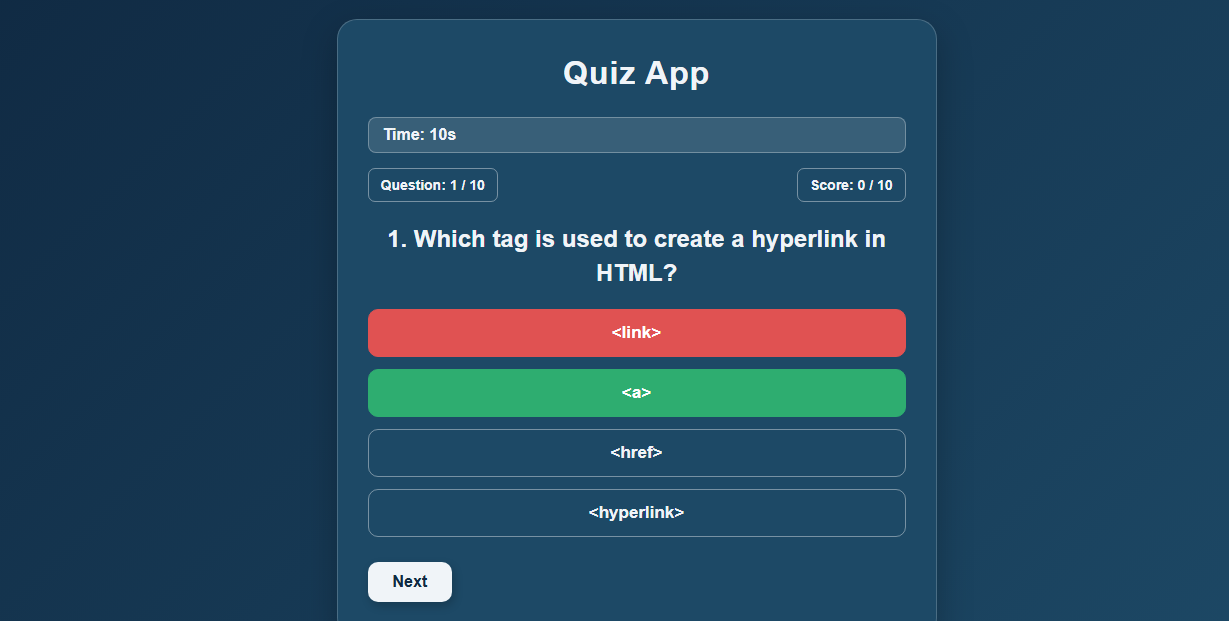 Quiz App
Time: 10s
Question: 1 / 10
Score: 0 / 10
1. Which tag is used to create a hyperlink in
HTML?
<link>
<a>
<href>
<hyperlink>
Next